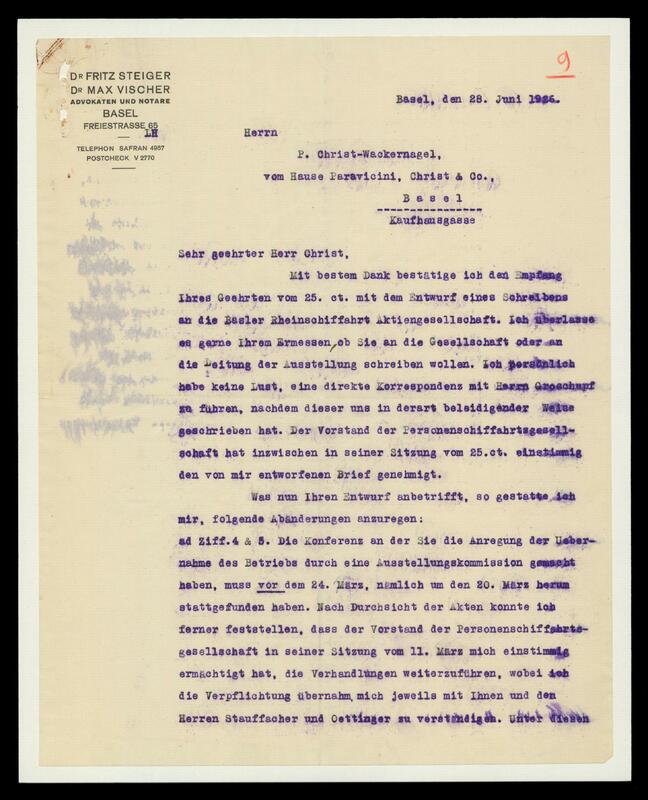 9
DR FRITZ STEIGER
DR MAX VISCHER
ADVOKATEN UND NOTARE
BASEL
FREIESTRASSE 65
LH
TELEPHON SAFRAN 4957
POSTCHECK V 2770
Basel, den 28. Juni 1926.
Herrn
P. Christ-Wackernagel,
vom Hause Paravicini, Christ & Co.,
B a s e l
Kaufhausgasse
Sehr geehrter Herr Christ,
Mit bestem Dank bestätige ich den Empfang
Ihres Geehrten vom 25. ct. mit dem Entwurf eines Schreibens
an die Basler Rheinschiffahrt Aktiengesellschaft. Ich überlasse
es gerne Ihrem Ermessen, ob Sie an die Gesellschaft oder an
die Leitung der Ausstellung schreiben wollen. Ich persönlich
habe keine Lust, eine direkte Korrespondenz mit Herrn Groschupf
zu führen, nachdem dieser uns in derart beleidigender Weise
geschrieben hat. Der Vorstand der Personenschiffahrtsgesell-
schaft hat inzwischen in seiner Sitzung vom 25.ct. einstimmig
den von mir entworfenen Brief genehmigt.
Was nun Ihren Entwurf anbetrifft, so gestatte ich
mir, folgende Abänderungen anzuregen:
ad Ziff.4 & 5. Die Konferenz an der Sie die Anregung der Ueber-
nahme des Betriebs durch eine Ausstellungskommission gemacht
haben, muss vor dem 24. März, nämlich um den 20. März herum
stattgefunden haben. Nach Durchsicht der Akten konnte ich
ferner feststellen, dass der Vorstand der Personenschiffahrts-
gesellschaft in seiner Sitzung vom 11. März mich einstimmig
ermächtigt hat, die Verhandlungen weiterzuführen, wobei ich
die Verpflichtung übernahm, mich jeweils mit Ihnen und den
Herren Stauffacher und Oettinger zu verständigen. Unter diesen